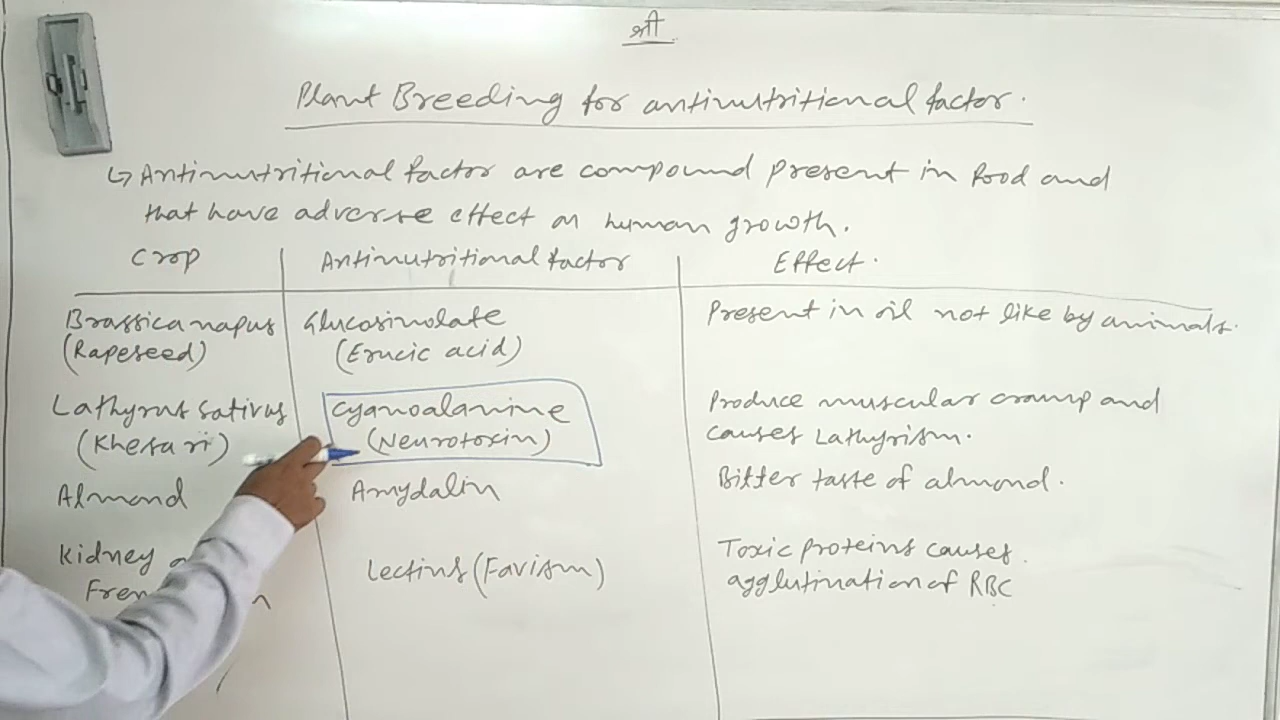 श्री
Plant Breeding for antinutritional factor.
↳ Antinutritional factor are compound present in food and
that have adverse effect on human growth.
Crop Antinutritional factor Effect.
Brassica napus Glucosinolate Present in oil not like by animals.
(Rapeseed) (Erucic acid)
Lathyrus sativus Cyanoalanine Produce muscular cramp and
(Khesari) (Neurotoxin) causes Lathyrism.
Almond Amydalin Bitter taste of almond.
Kidney Lectins (Favism) Toxic proteins causes.
Fren agglutination of RBC